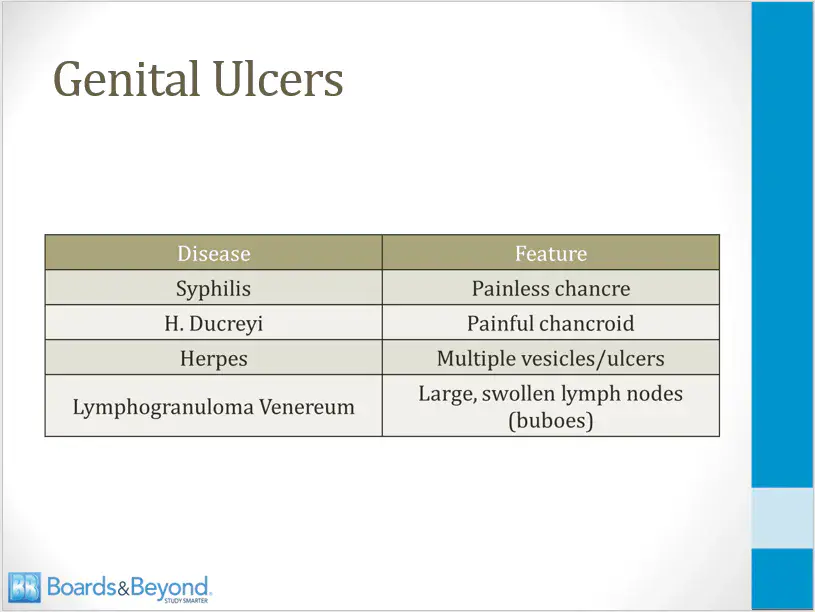 Genital Ulcers
Disease Feature
Syphilis Painless chancre
H. Ducreyi Painful chancroid
Herpes Multiple vesicles/ulcers
Lymphogranuloma Venereum Large, swollen lymph nodes
(buboes)
BB Boards&Beyond.
STUDY SMARTER